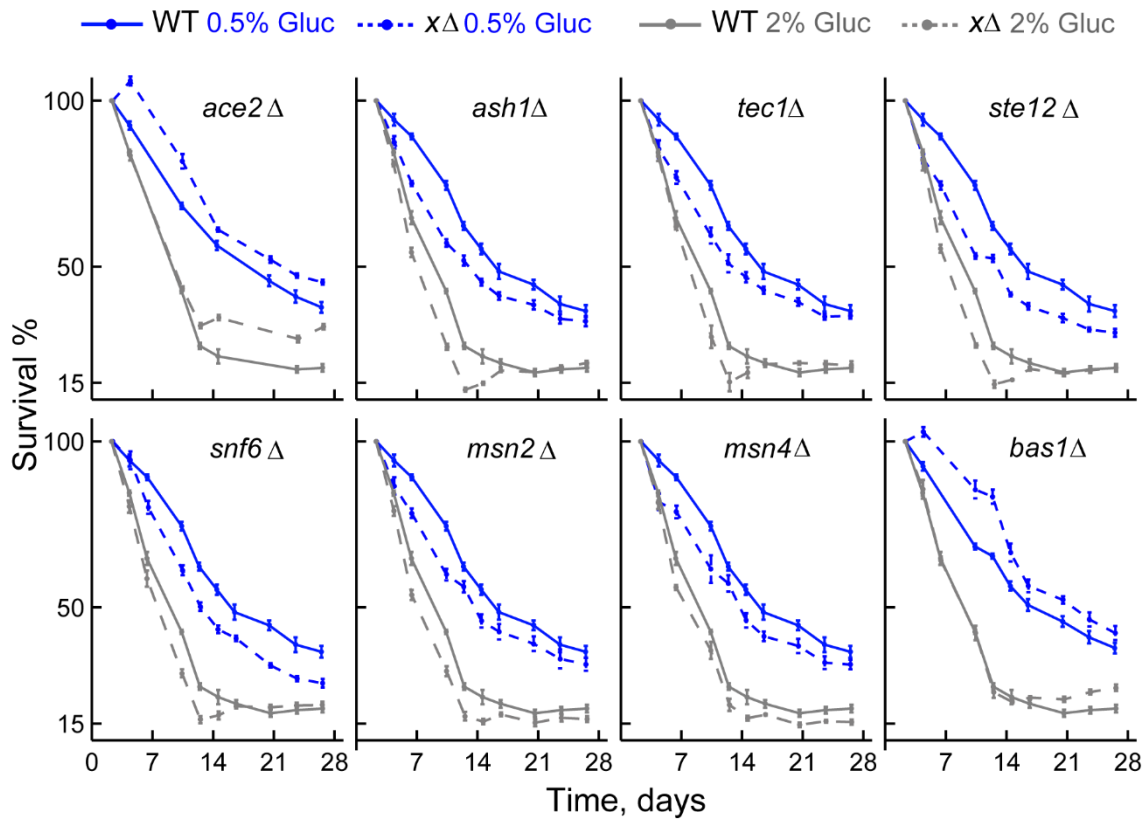 WT 0.5% Gluc xΔ 0.5% Gluc WT 2% Gluc xΔ 2% Gluc
ace2Δ ash1Δ tec1Δ ste12Δ
100
50
15
snf6Δ msn2Δ msn4Δ bas1Δ
100
50
15
Survival %
0 7 14 21 28 7 14 21 28 7 14 21 28 7 14 21 28
Time, days